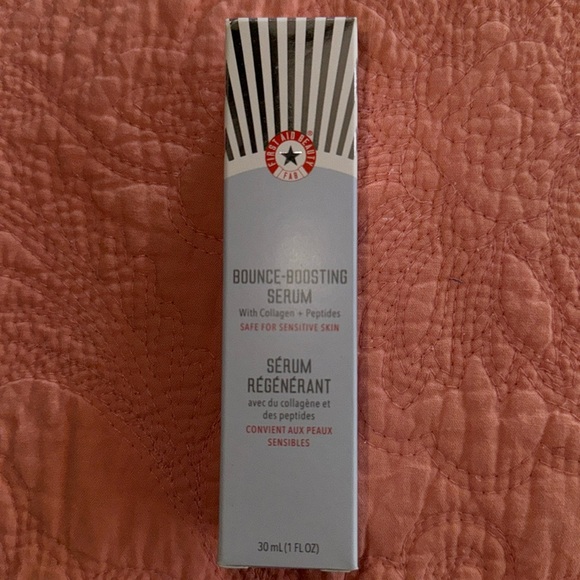 FIRST AID BEAUTY®
FAB
BOUNCE-BOOSTING
SERUM
With Collagen + Peptides
SAFE FOR SENSITIVE SKIN
SÉRUM
RÉGÉNÉRANT
avec du collagène et
des peptides
CONVIENT AUX PEAUX
SENSIBLES
30 mL (1 FL OZ)